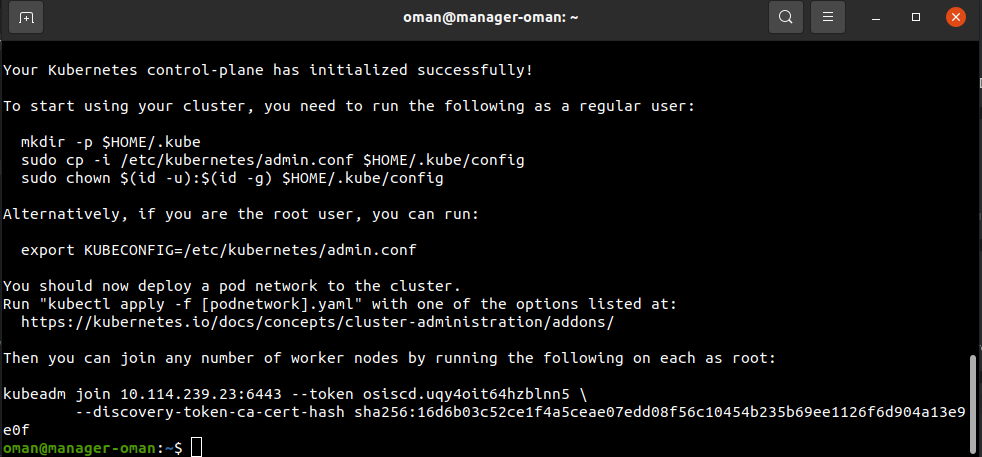 oman@manager-oman: ~
Your Kubernetes control-plane has initialized successfully!
To start using your cluster, you need to run the following as a regular user:
mkdir -p $HOME/.kube
sudo cp -i /etc/kubernetes/admin.conf $HOME/.kube/config
sudo chown $(id -u):$(id -g) $HOME/.kube/config
Alternatively, if you are the root user, you can run:
export KUBECONFIG=/etc/kubernetes/admin.conf
You should now deploy a pod network to the cluster.
Run "kubectl apply -f [podnetwork].yaml" with one of the options listed at:
https://kubernetes.io/docs/concepts/cluster-administration/addons/
Then you can join any number of worker nodes by running the following on each as root:
kubeadm join 10.114.239.23:6443 --token osiscd.uqy4oit64hzblnn5 \
--discovery-token-ca-cert-hash sha256:16d6b03c52ce1f4a5ceae07edd08f56c10454b235b69ee1126f6d904a13e9
e0f
oman@manager-oman:~$